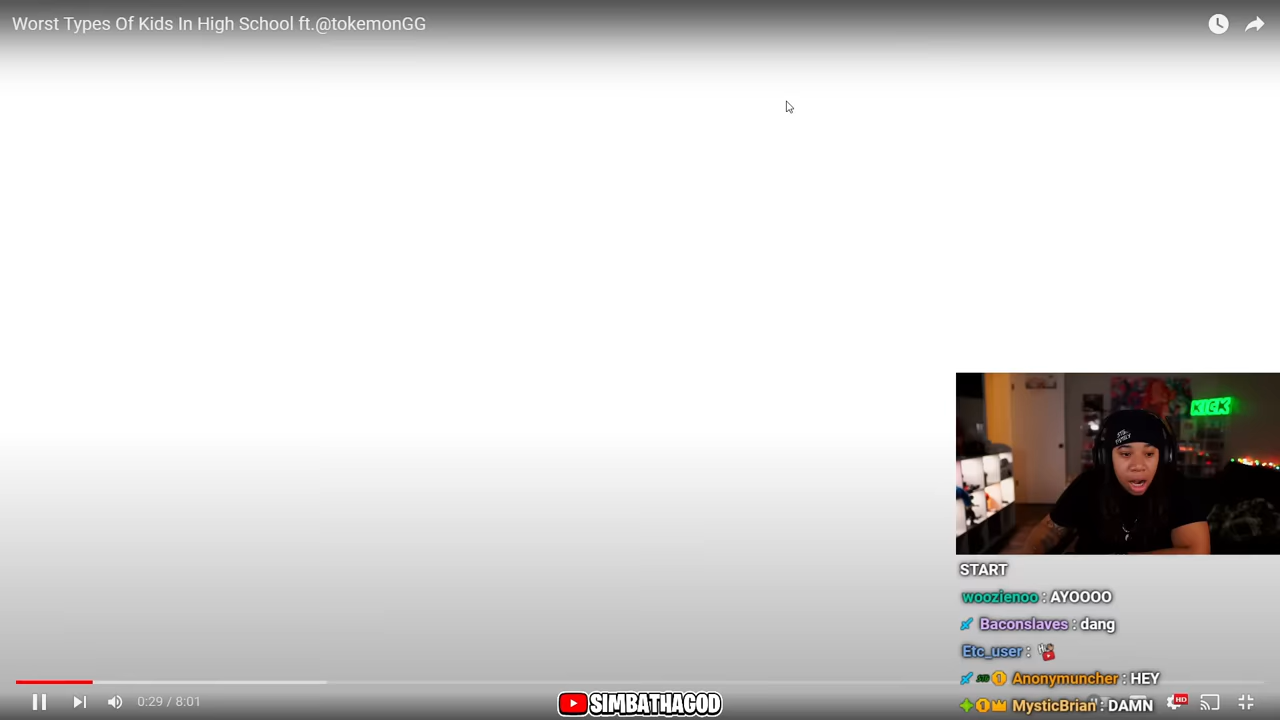 Worst Types Of Kids In High School ft.@tokemonGG
KICK
START
woozienoo : AYOOOO
Baconslaves : dang
Etc_user :
Anonymuncher : HEY
MysticBrian : DAMN
HD
0:29 / 8:01
SIMBATHAGOD